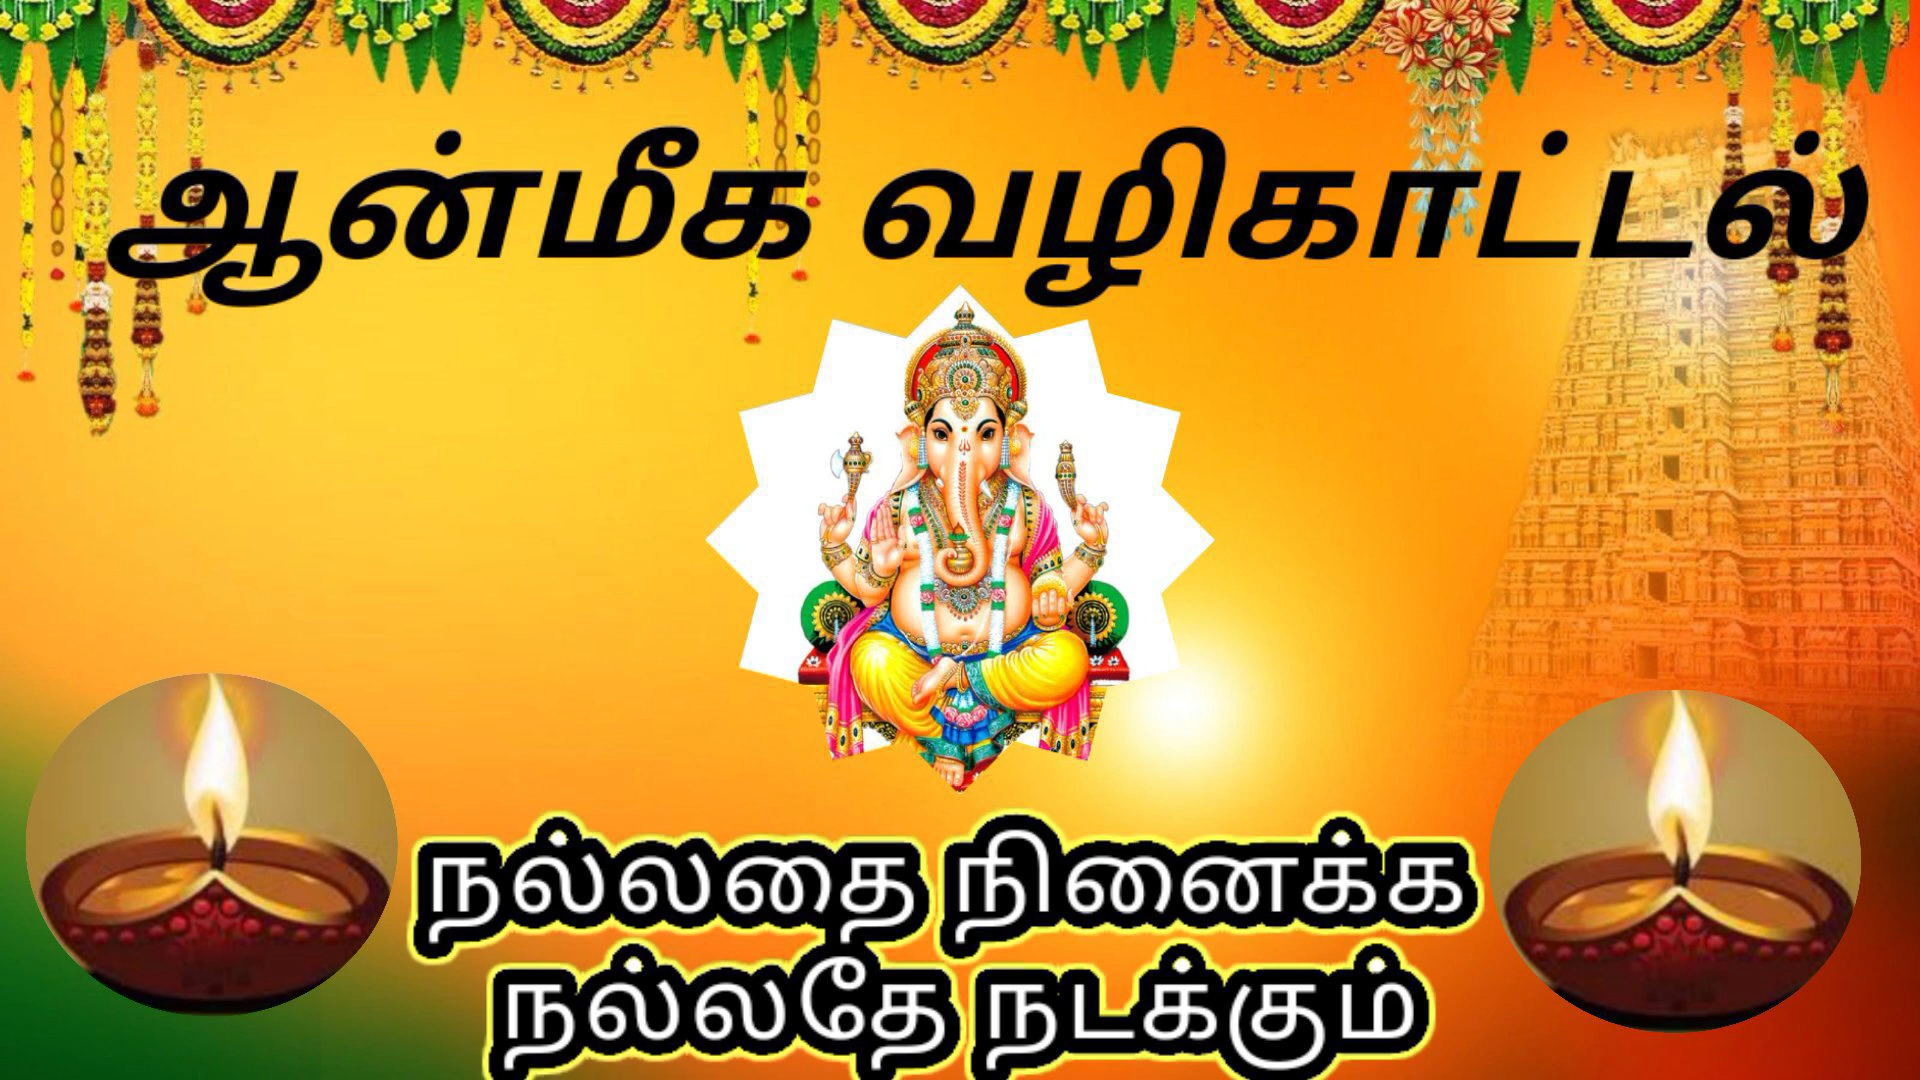 ஆன்மீக வழிகாட்டல்
நல்லதை நினைக்க
நல்லதே நடக்கும்